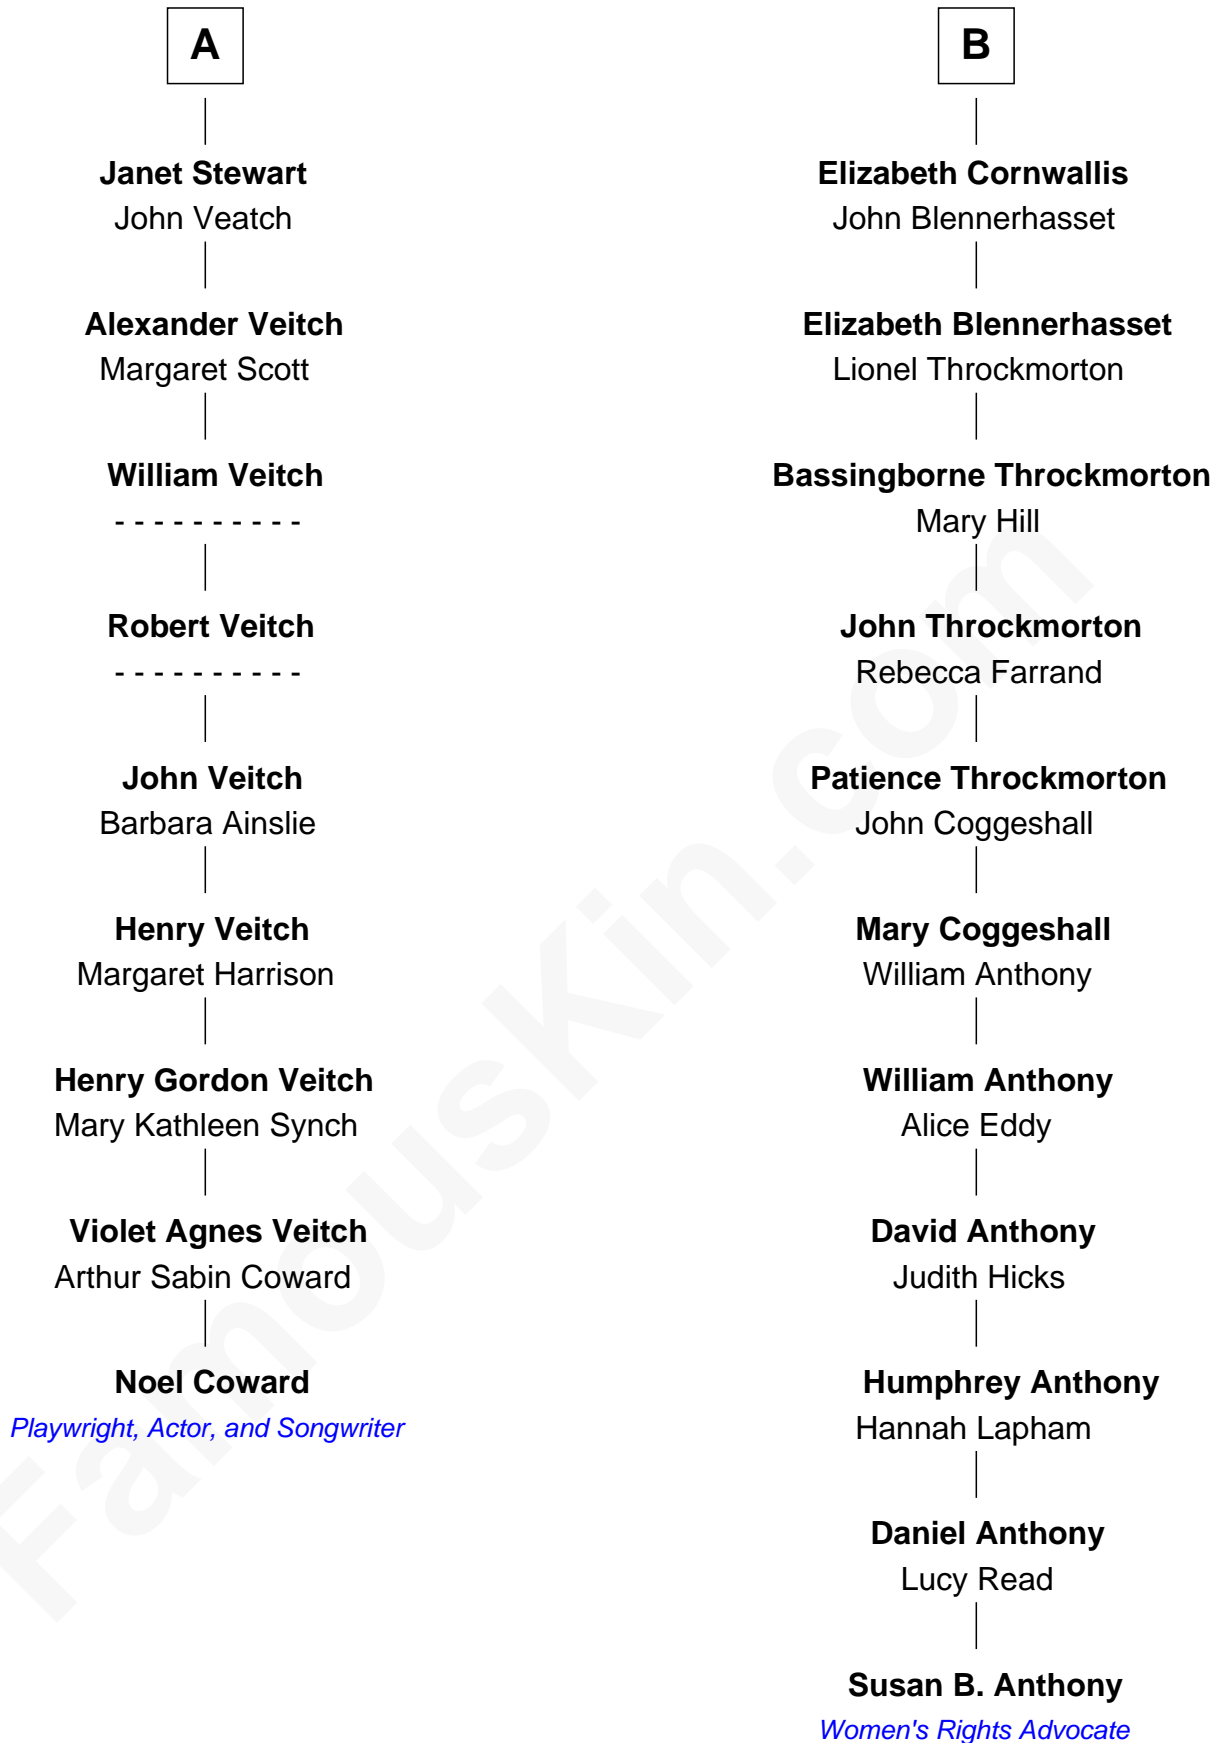 A
Janet Stewart
John Veatch
Alexander Veitch
Margaret Scott
William Veitch
- - - - - - - - - -
Robert Veitch
- - - - - - - - - -
John Veitch
Barbara Ainslie
Henry Veitch
Margaret Harrison
Henry Gordon Veitch
Mary Kathleen Synch
Violet Agnes Veitch
Arthur Sabin Coward
Noel Coward
Playwright, Actor, and Songwriter
B
Elizabeth Cornwallis
John Blennerhasset
Elizabeth Blennerhasset
Lionel Throckmorton
Bassingborne Throckmorton
Mary Hill
John Throckmorton
Rebecca Farrand
Patience Throckmorton
John Coggeshall
Mary Coggeshall
William Anthony
William Anthony
Alice Eddy
David Anthony
Judith Hicks
Humphrey Anthony
Hannah Lapham
Daniel Anthony
Lucy Read
Susan B. Anthony
Women's Rights Advocate
FamousKin.com